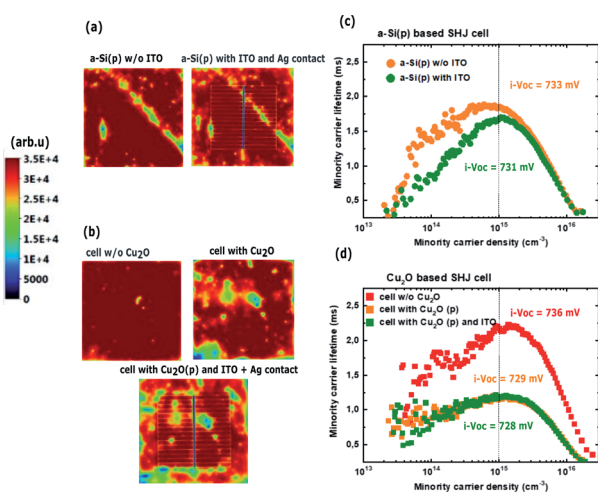 (a)
a-Si(p) w/o ITO
a-Si(p) with ITO and Ag contact
(arb.u)
3.5E+4
3E+4
2.5E+4
2E+4
1.5E+4
1E+4
5000
0
(b)
cell w/o Cu2O
cell with Cu2O
cell with Cu2O(p) and ITO + Ag contact
(c)
a-Si(p) based SHJ cell
Minority carrier lifetime (ms)
2,5
2,0
1,5
1,0
0,5
a-Si(p) w/o ITO
a-Si(p) with ITO
i-Voc = 733 mV
i-Voc = 731 mV
10^13 10^14 10^15 10^16
Minority carrier density (cm^-3)
(d)
Cu2O based SHJ cell
Minority carrier lifetime (ms)
2,5
2,0
1,5
1,0
0,5
cell w/o Cu2O
cell with Cu2O (p)
cell with Cu2O (p) and ITO
i-Voc = 736 mV
i-Voc = 729 mV
i-Voc = 728 mV
10^13 10^14 10^15 10^16
Minority carrier density (cm^-3)